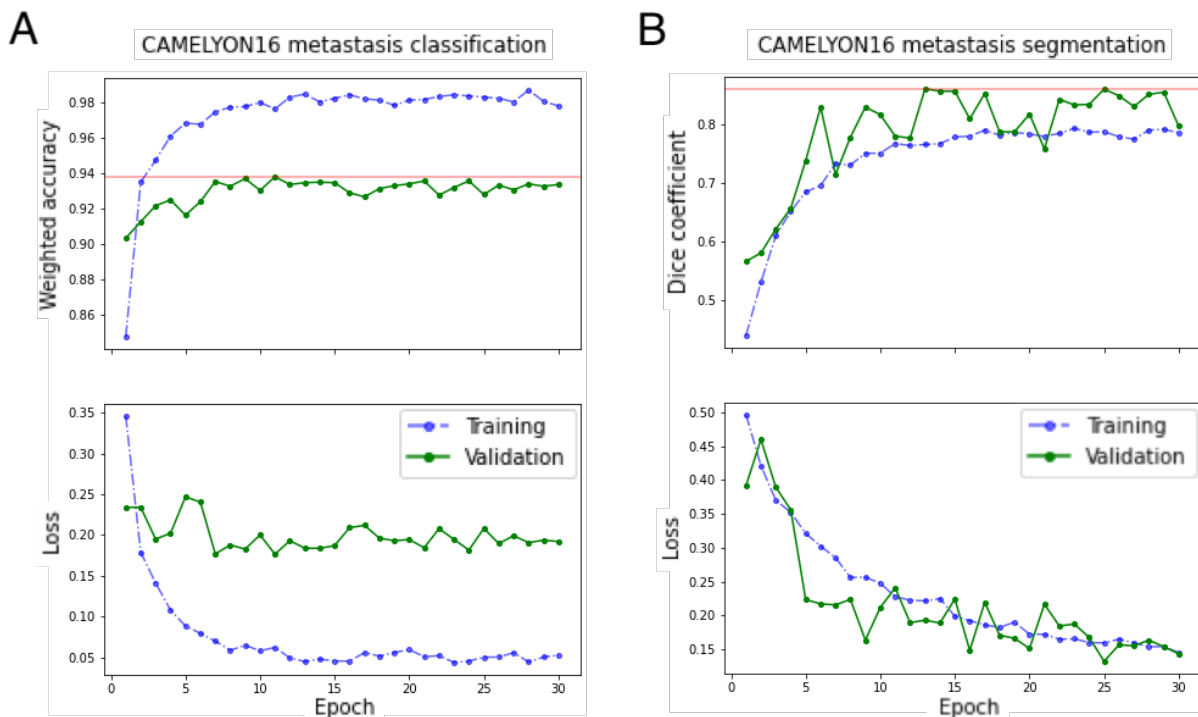 A
CAMELYON16 metastasis classification
Weighted accuracy
0.98
0.96
0.94
0.92
0.90
0.88
0.86
Loss
0.35
0.30
0.25
0.20
0.15
0.10
0.05
Training
Validation
0 5 10 15 20 25 30
Epoch
B
CAMELYON16 metastasis segmentation
Dice coefficient
0.8
0.7
0.6
0.5
Loss
0.50
0.45
0.40
0.35
0.30
0.25
0.20
0.15
Training
Validation
0 5 10 15 20 25 30
Epoch